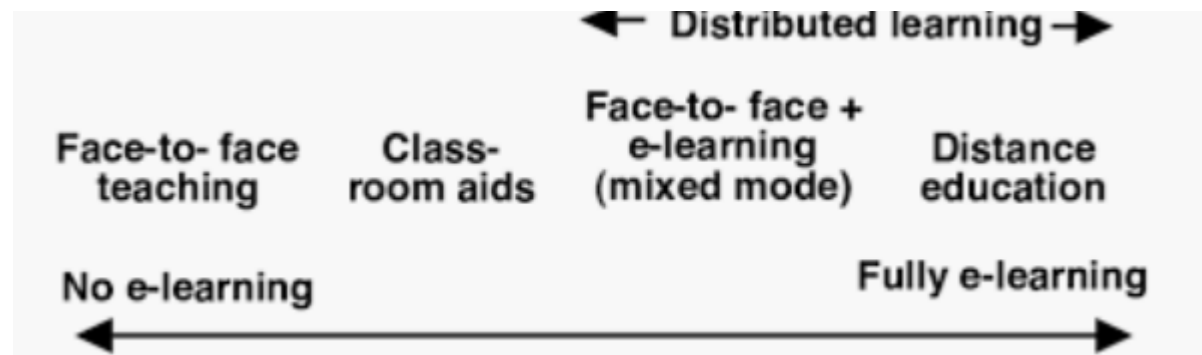 Distributed learning
Face-to- face teaching
Class-room aids
Face-to- face + e-learning (mixed mode)
Distance education
No e-learning
Fully e-learning